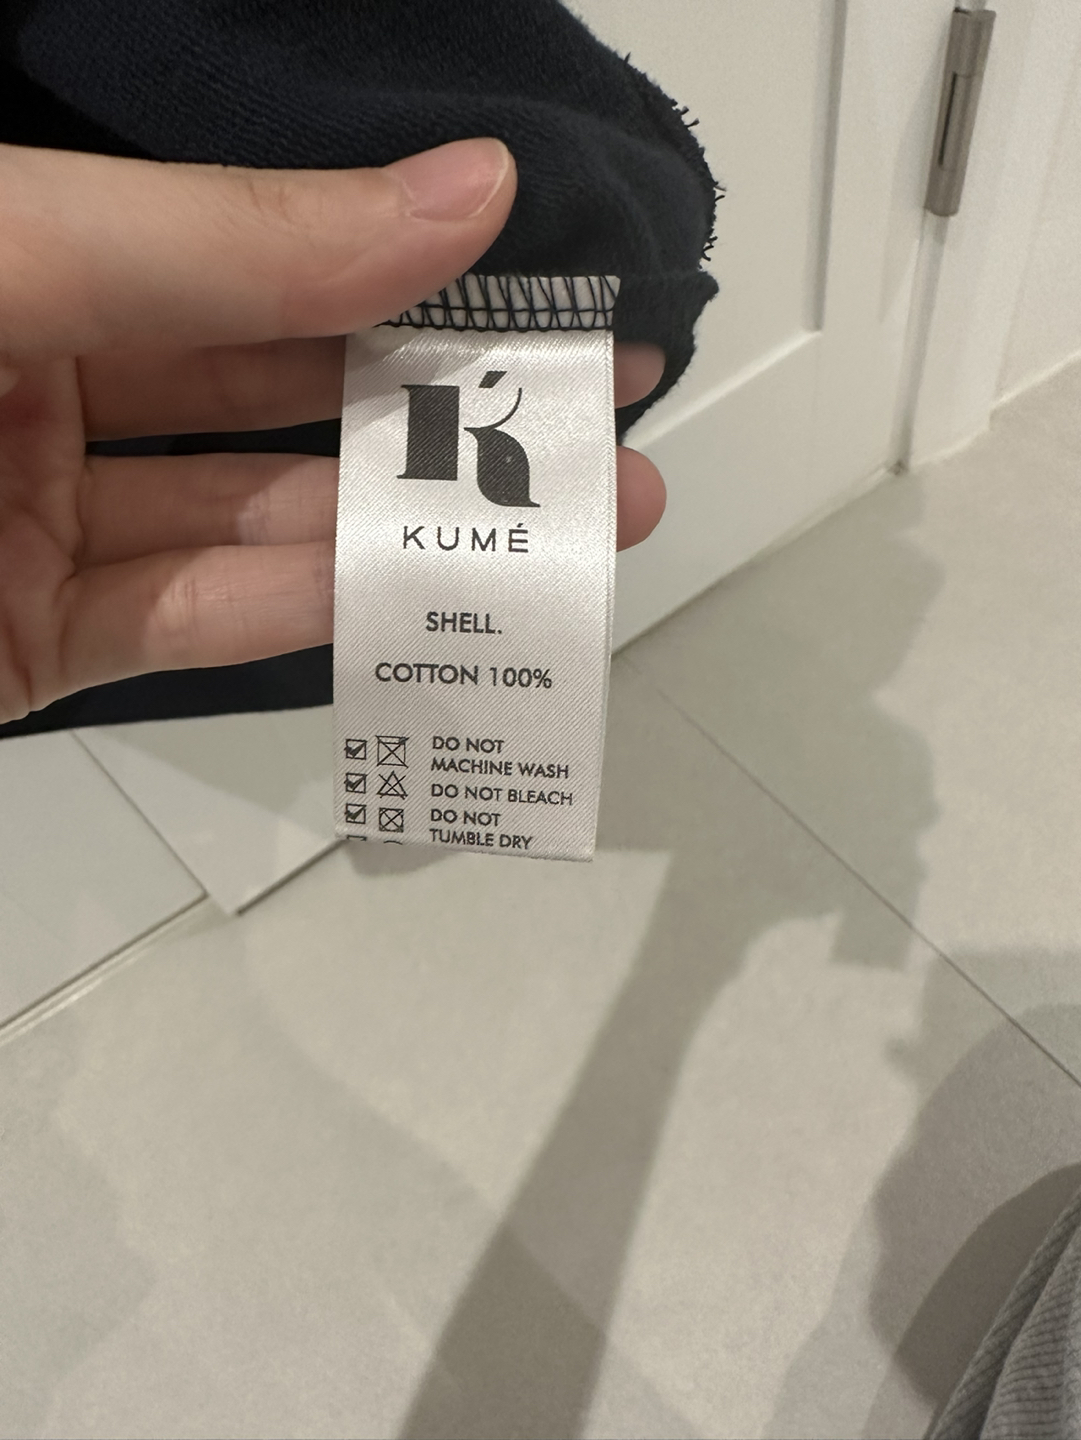 KUMÉ
SHELL.
COTTON 100%
DO NOT
MACHINE WASH
DO NOT BLEACH
DO NOT
TUMBLE DRY